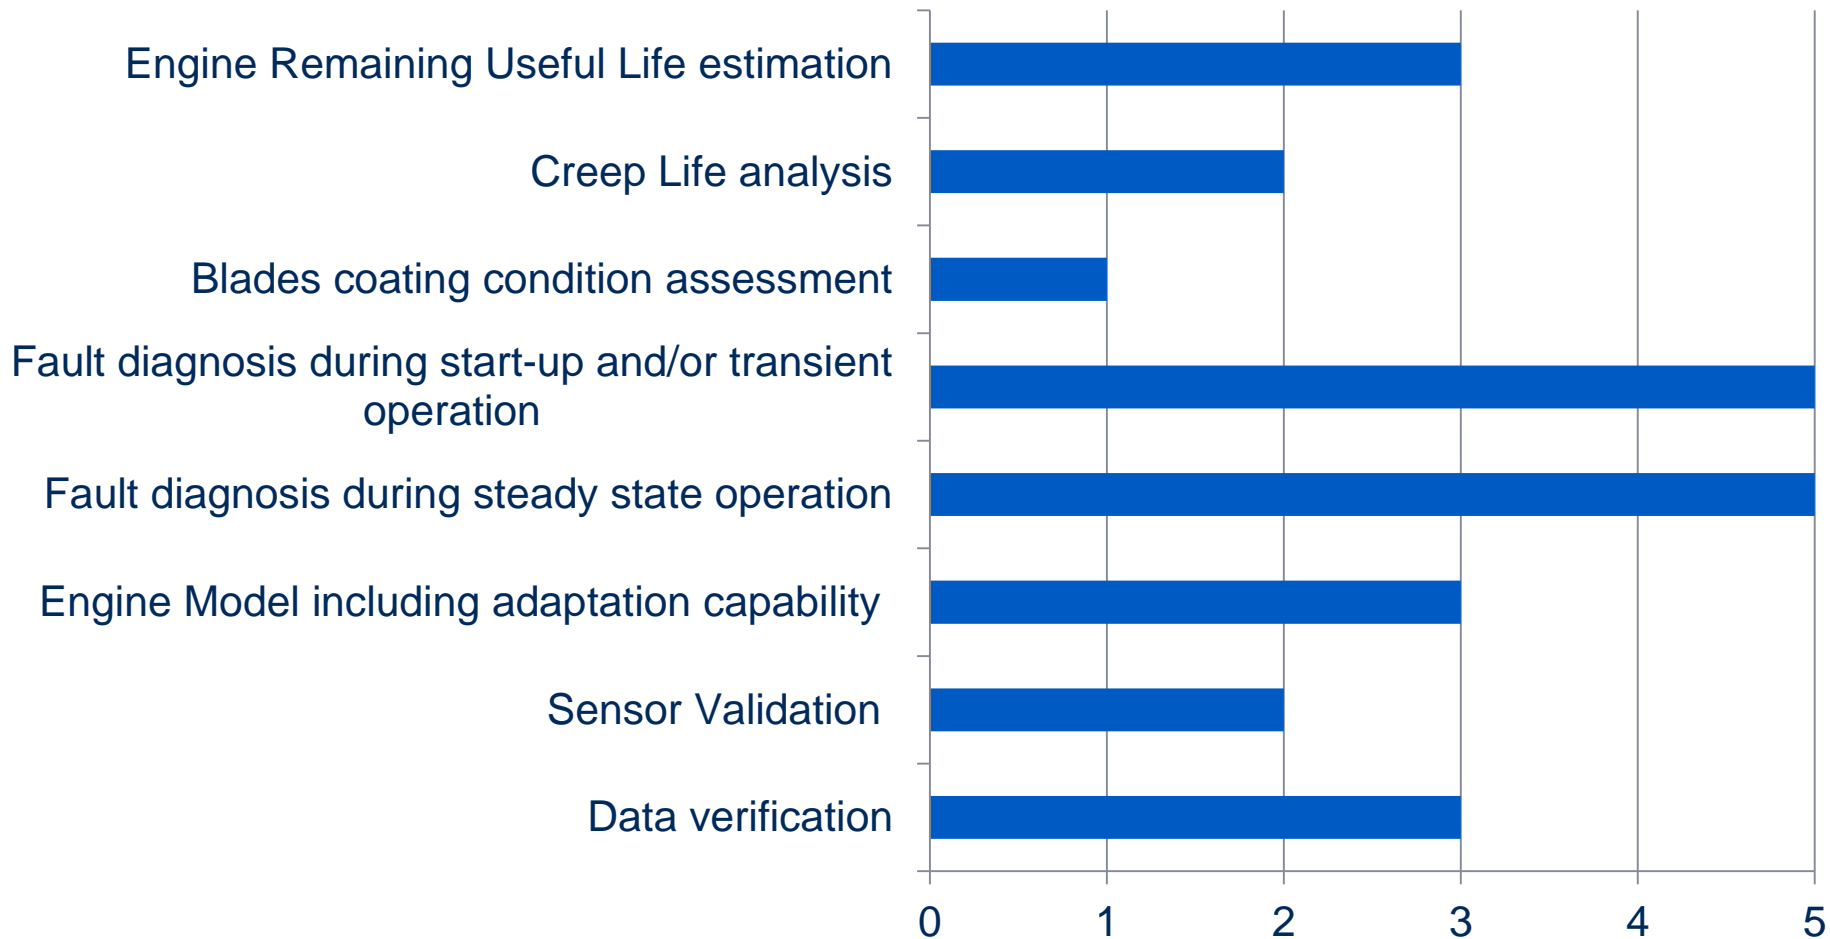 Engine Remaining Useful Life estimation
Creep Life analysis
Blades coating condition assessment
Fault diagnosis during start-up and/or transient
operation
Fault diagnosis during steady state operation
Engine Model including adaptation capability
Sensor Validation
Data verification
0 1 2 3 4 5